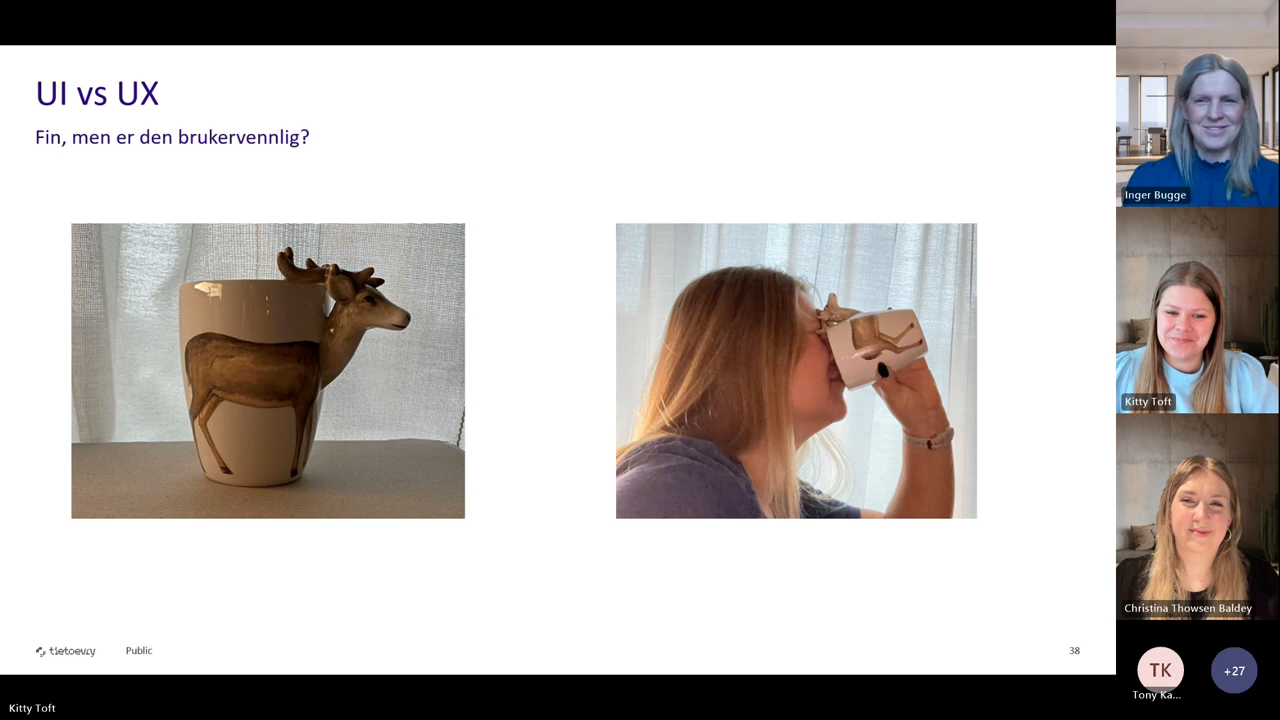 UI vs UX
Fin, men er den brukervennlig?
tietoevry
Public
38
Inger Bugge
Kitty Toft
Christina Thowsen Baldey
TK
Tony Ka...
+27
Kitty Toft